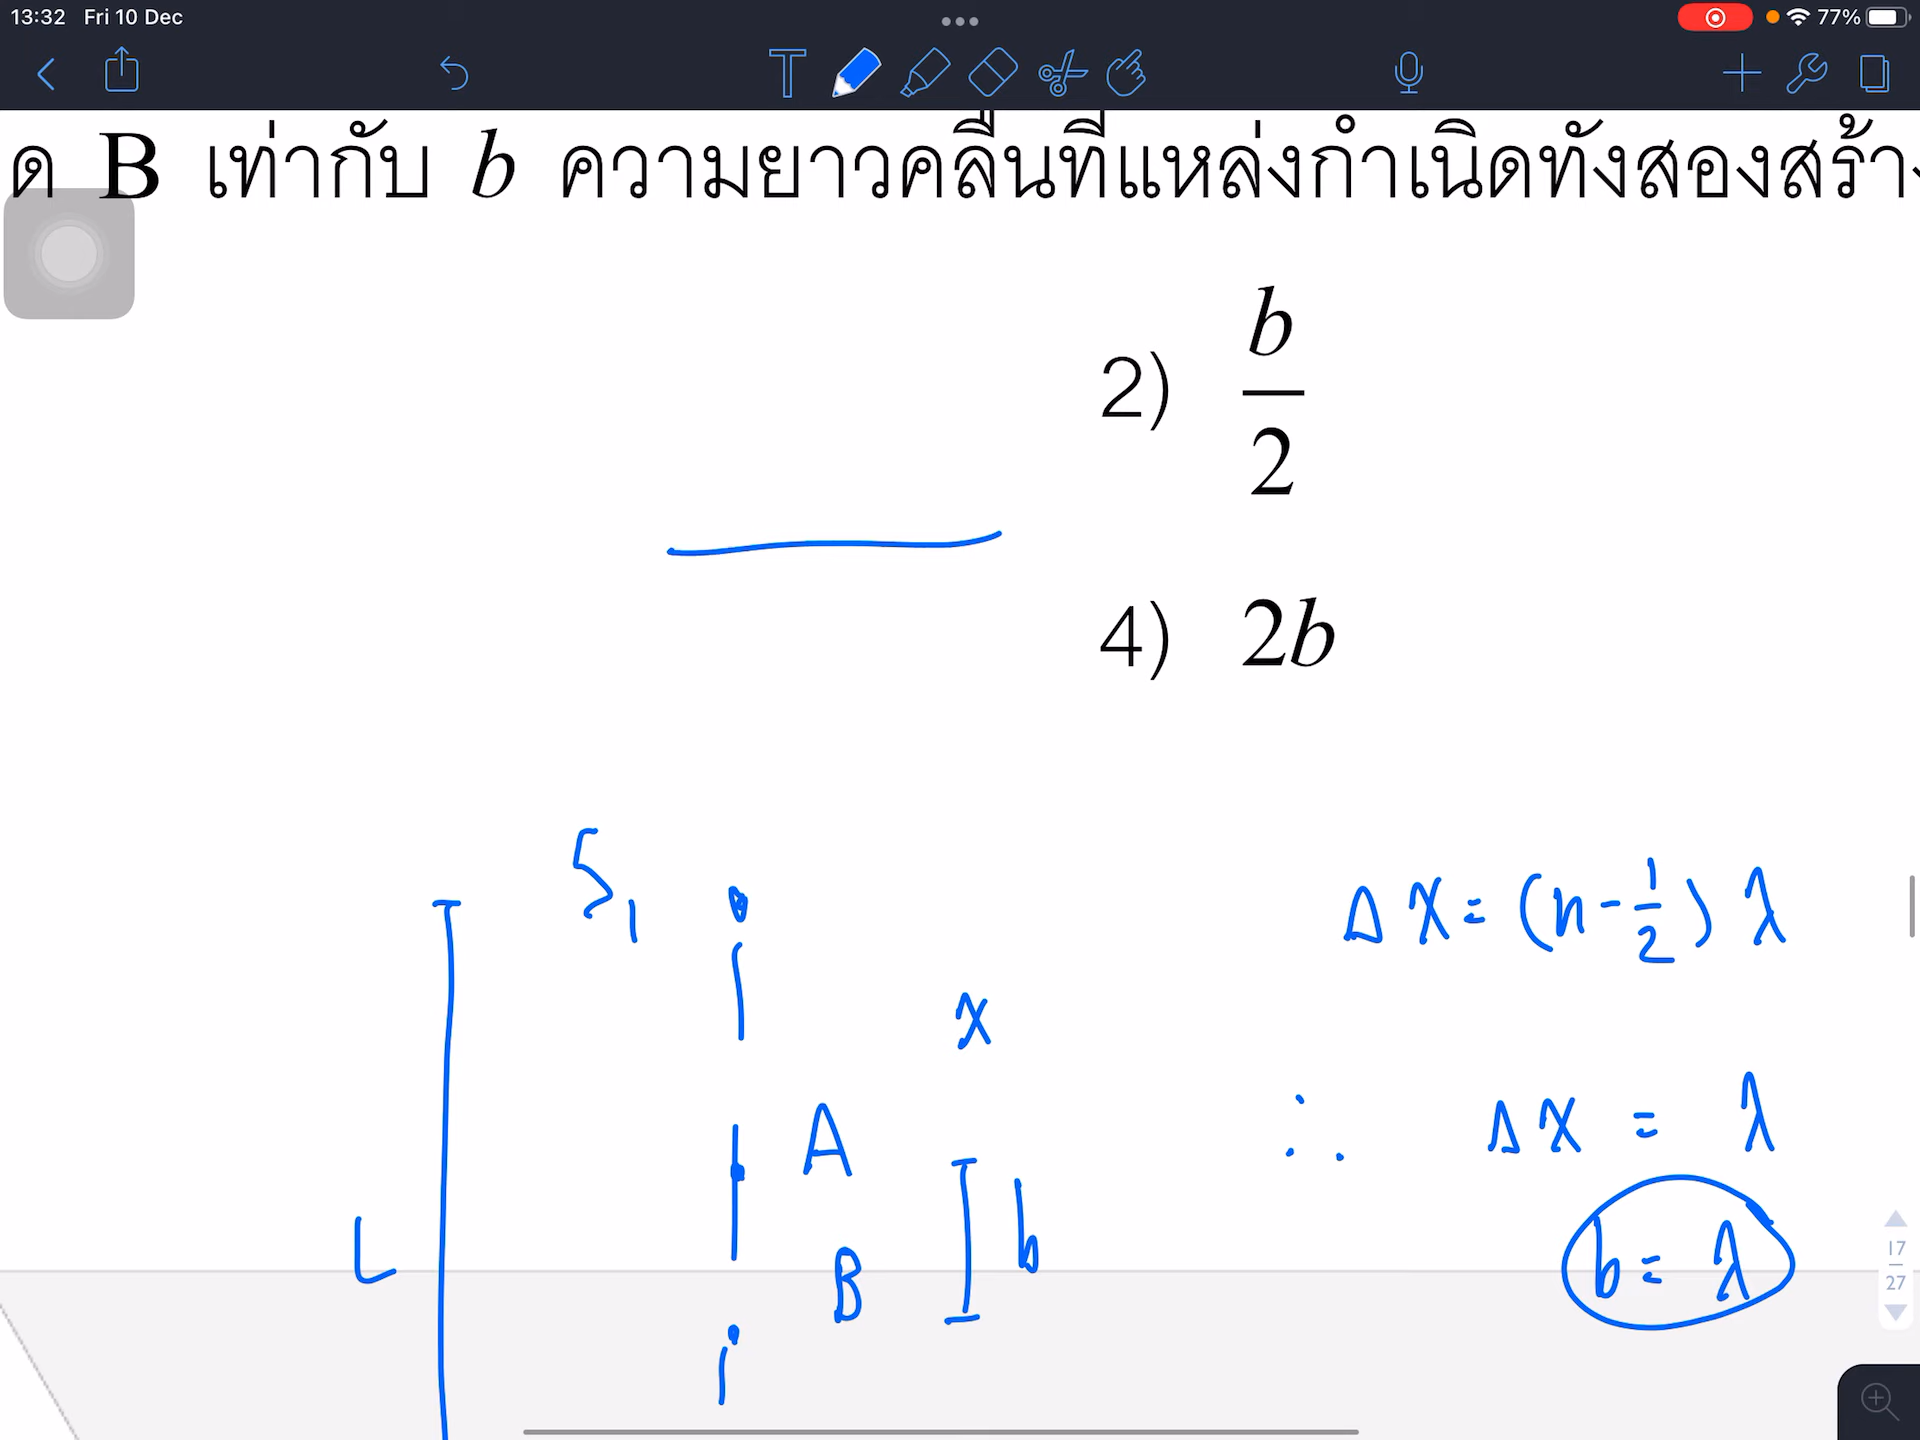 13:32 Fri 10 Dec 77%
ด B เท่ากับ b ความยาวคลื่นที่แหล่งกำเนิดทั้งสองสร้าง
2) b/2
4) 2b
S1
Δx = (n - 1/2) λ
x
A
∴ Δx = λ
L
b
B
b = λ
17
27